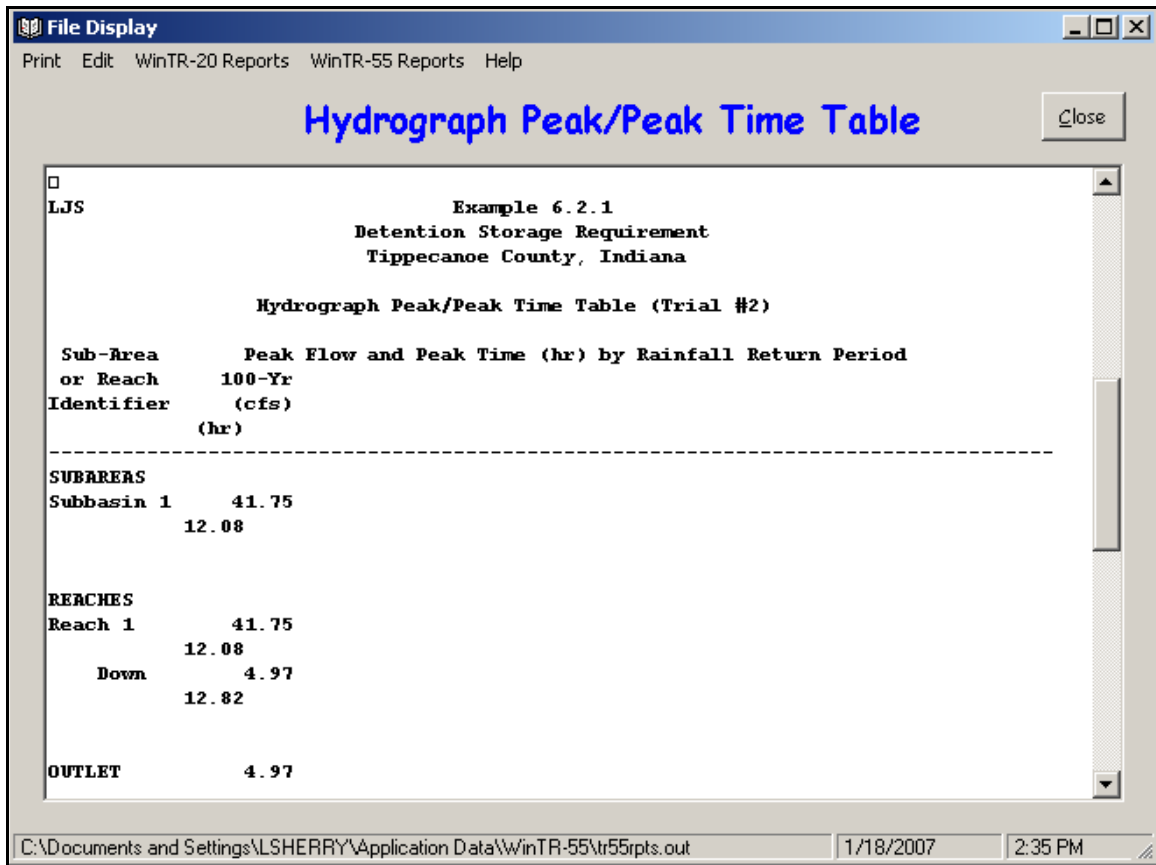 File Display
Print Edit WinTR-20 Reports WinTR-55 Reports Help
Hydrograph Peak/Peak Time Table
Close
LJS Example 6.2.1
Detention Storage Requirement
Tippecanoe County, Indiana
Hydrograph Peak/Peak Time Table (Trial #2)
Sub-Area Peak Flow and Peak Time (hr) by Rainfall Return Period
or Reach 100-Yr
Identifier (cfs)
(hr)
--------------------------------------------------------------------------------
SUBAREAS
Subbasin 1 41.75
12.08
REACHES
Reach 1 41.75
12.08
Down 4.97
12.82
OUTLET 4.97
C:\Documents and Settings\LSHERRY\Application Data\WinTR-55\tr55rpts.out 1/18/2007 2:35 PM